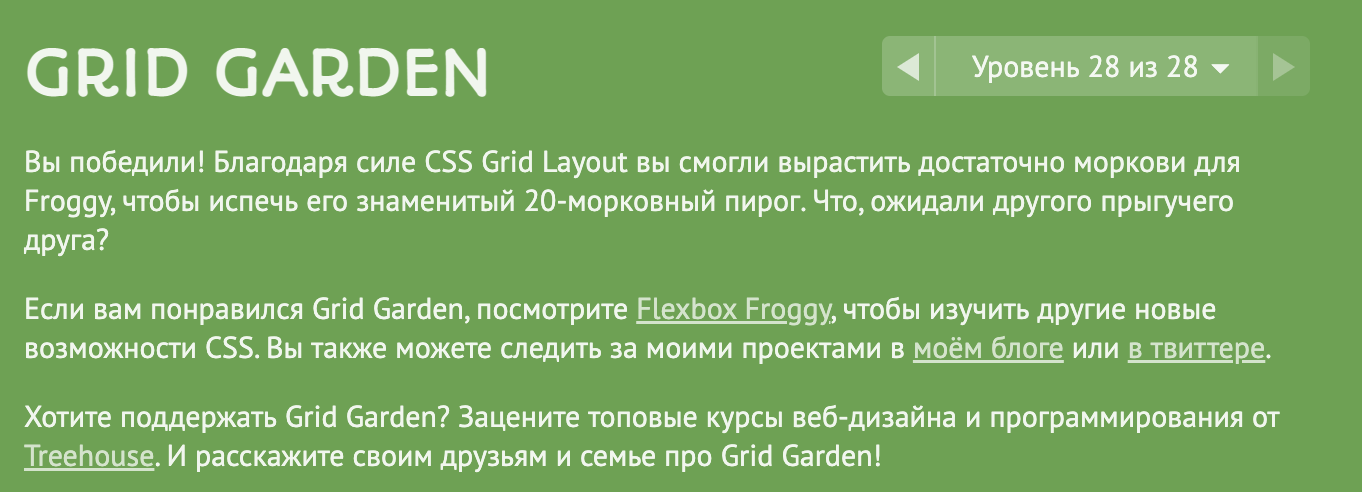 GRID GARDEN
Уровень 28 из 28
Вы победили! Благодаря силе CSS Grid Layout вы смогли вырастить достаточно моркови для
Froggy, чтобы испечь его знаменитый 20-морковный пирог. Что, ожидали другого прыгучего
друга?
Если вам понравился Grid Garden, посмотрите Flexbox Froggy, чтобы изучить другие новые
возможности CSS. Вы также можете следить за моими проектами в моём блоге или в твиттере.
Хотите поддержать Grid Garden? Зацените топовые курсы веб-дизайна и программирования от
Treehouse. И расскажите своим друзьям и семье про Grid Garden!